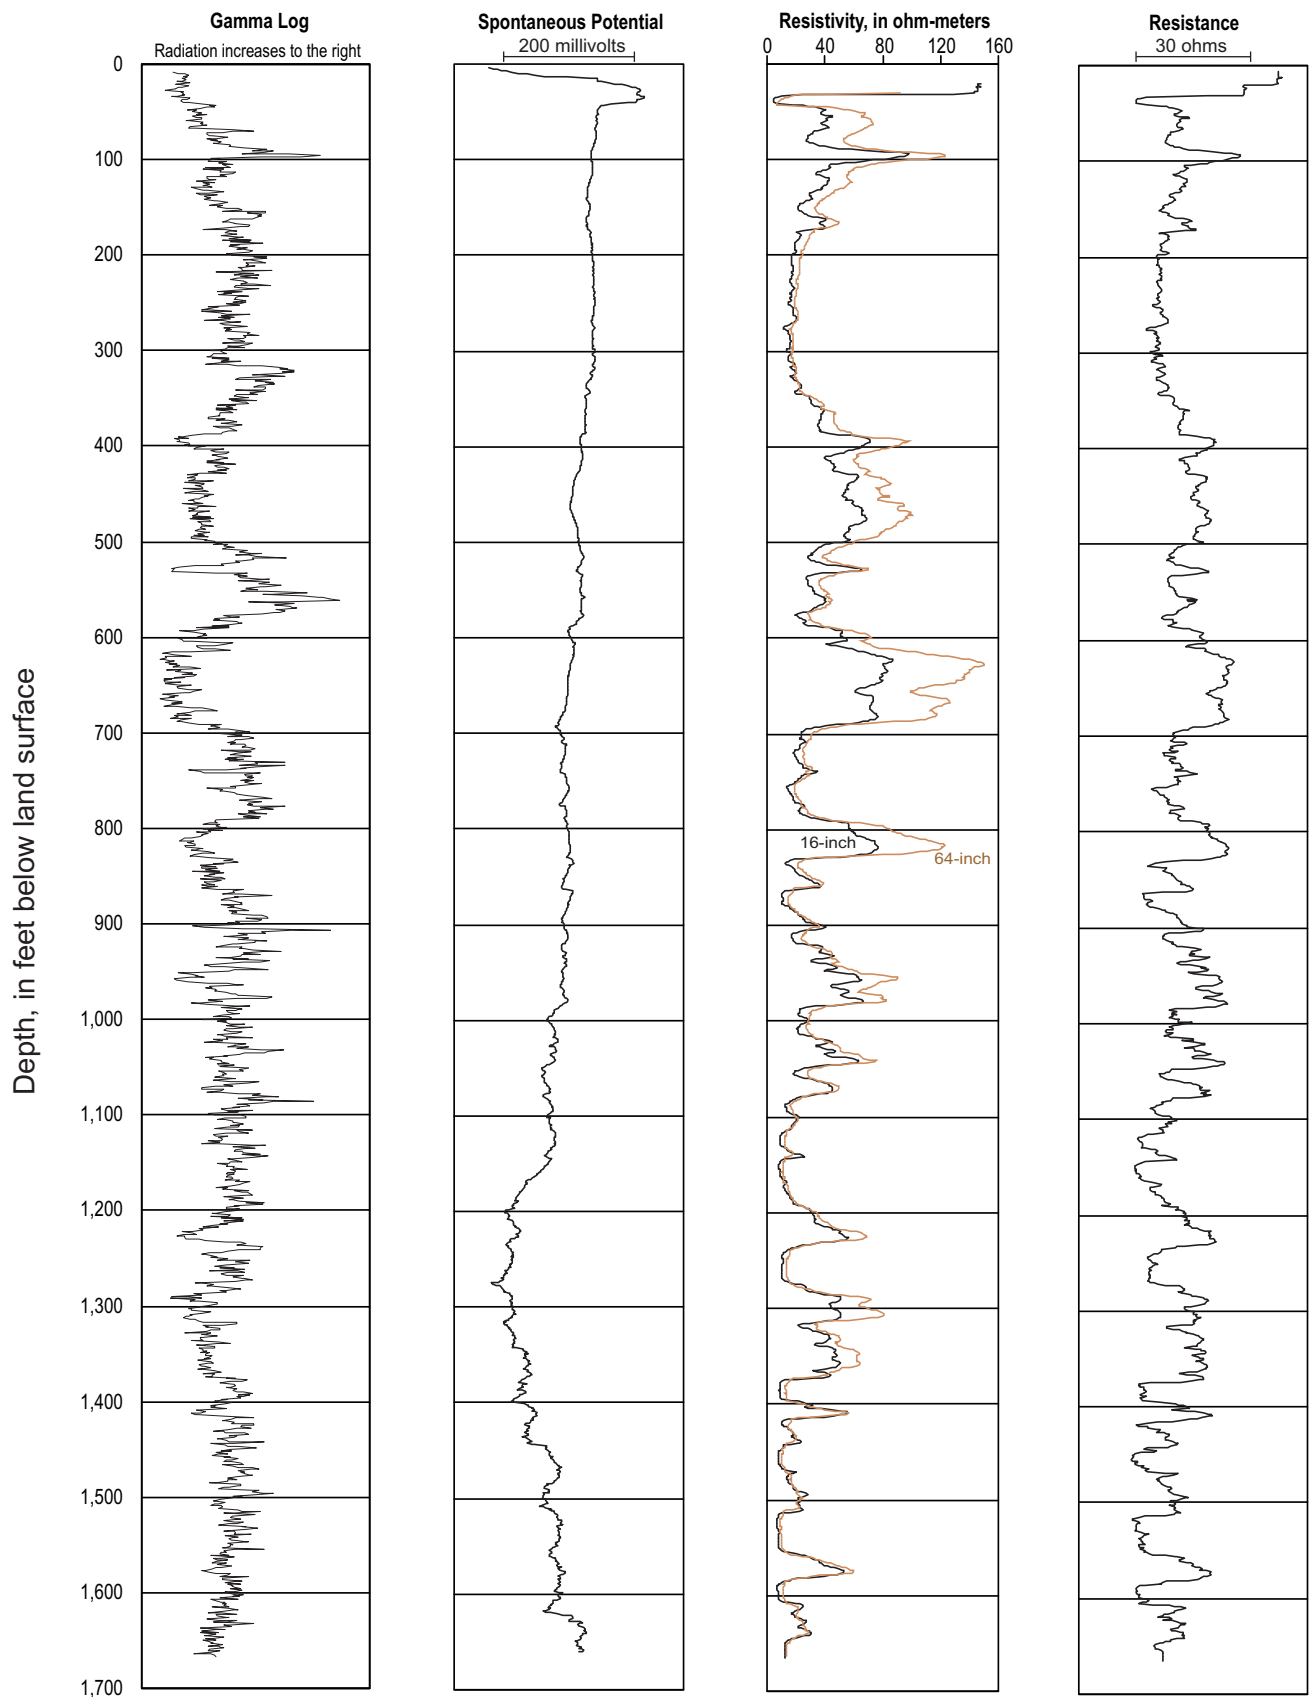 Gamma Log
Radiation increases to the right
Spontaneous Potential
200 millivolts
Resistivity, in ohm-meters
0 40 80 120 160
Resistance
30 ohms
Depth, in feet below land surface
0
100
200
300
400
500
600
700
800
900
1,000
1,100
1,200
1,300
1,400
1,500
1,600
1,700
16-inch
64-inch